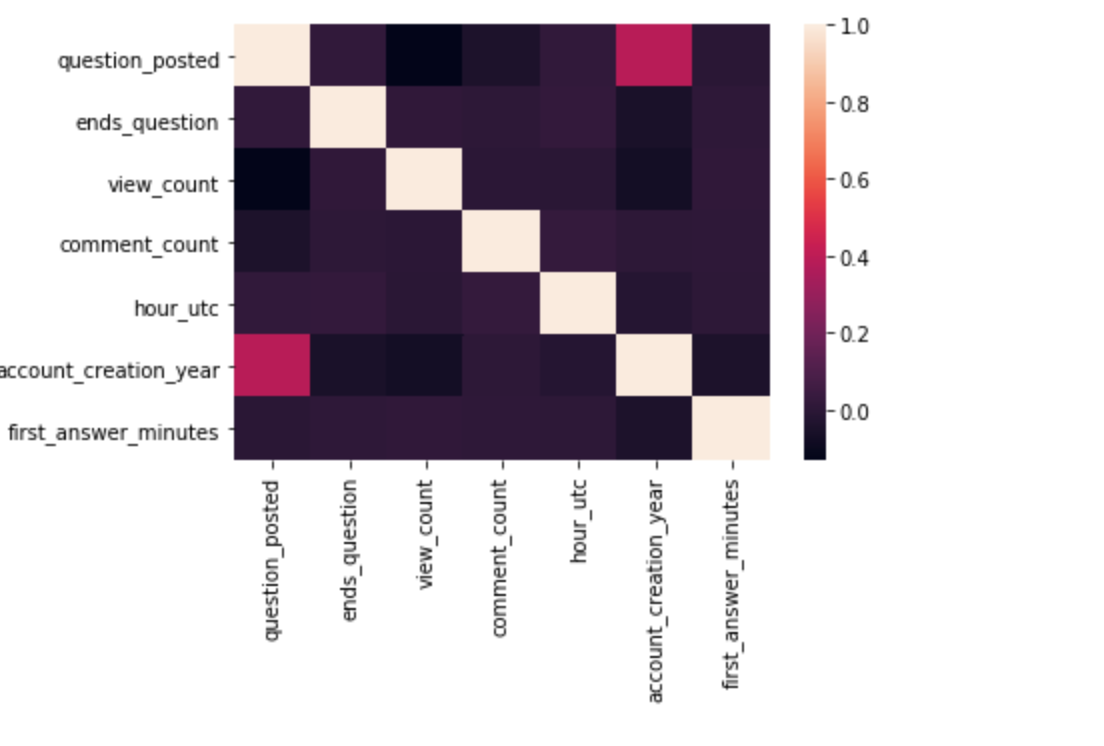 question_posted
ends_question
view_count
comment_count
hour_utc
account_creation_year
first_answer_minutes
1.0
0.8
0.6
0.4
0.2
0.0
question_posted
ends_question
view_count
comment_count
hour_utc
account_creation_year
first_answer_minutes